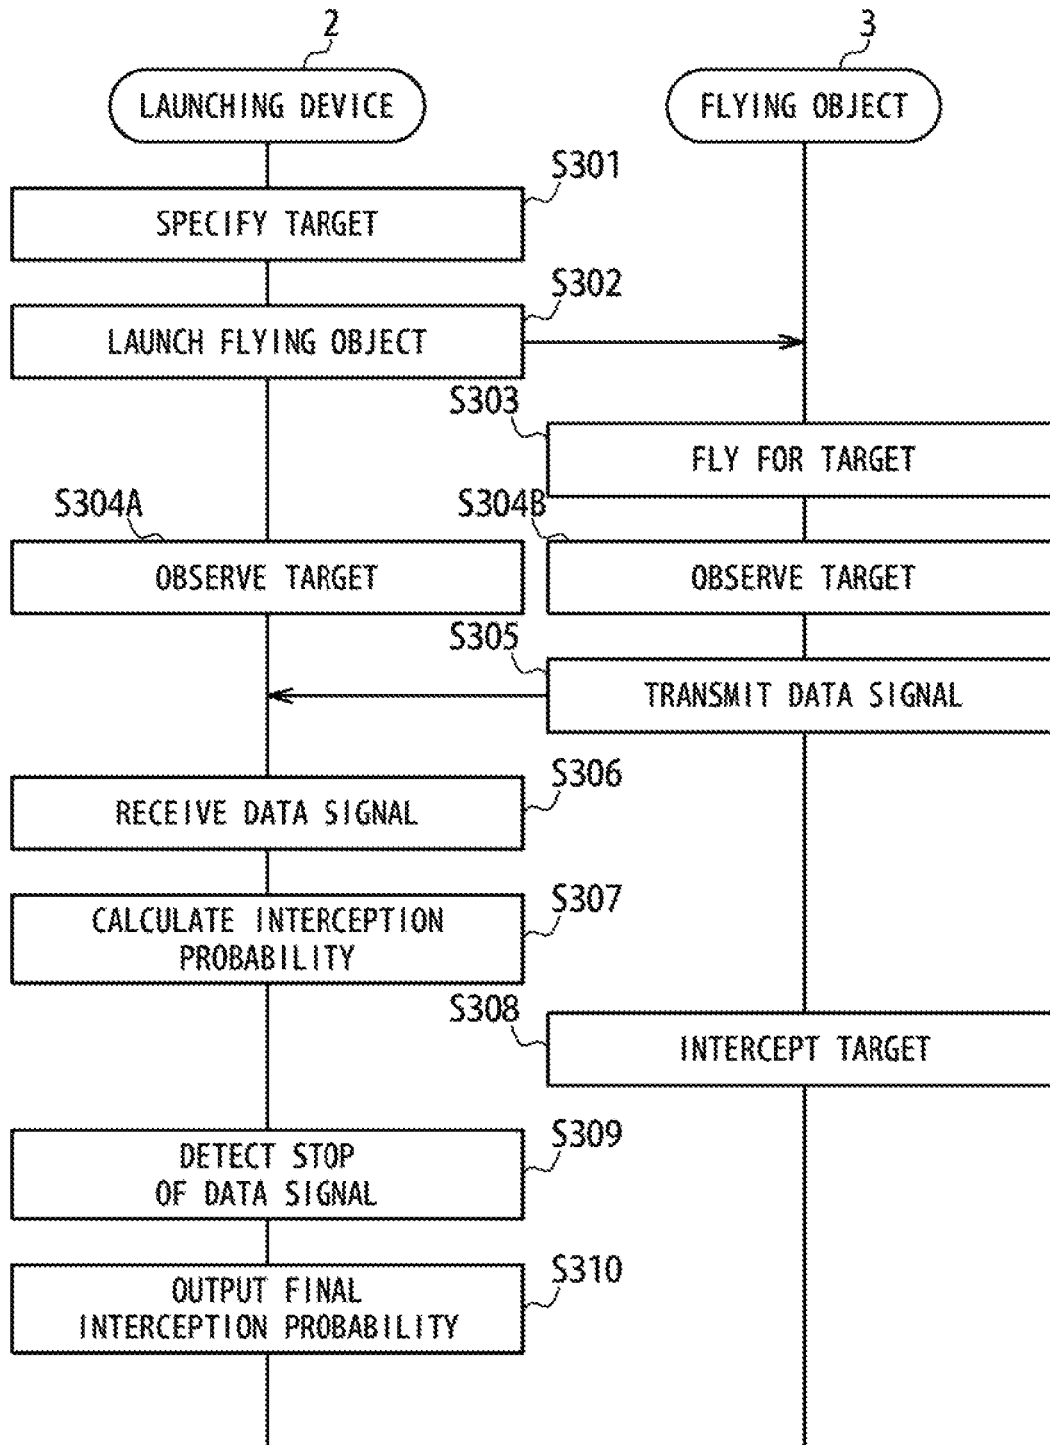 2
3
LAUNCHING DEVICE
FLYING OBJECT
S301
SPECIFY TARGET
S302
LAUNCH FLYING OBJECT
S303
FLY FOR TARGET
S304A
S304B
OBSERVE TARGET
OBSERVE TARGET
S305
TRANSMIT DATA SIGNAL
S306
RECEIVE DATA SIGNAL
S307
CALCULATE INTERCEPTION
PROBABILITY
S308
INTERCEPT TARGET
S309
DETECT STOP
OF DATA SIGNAL
S310
OUTPUT FINAL
INTERCEPTION PROBABILITY